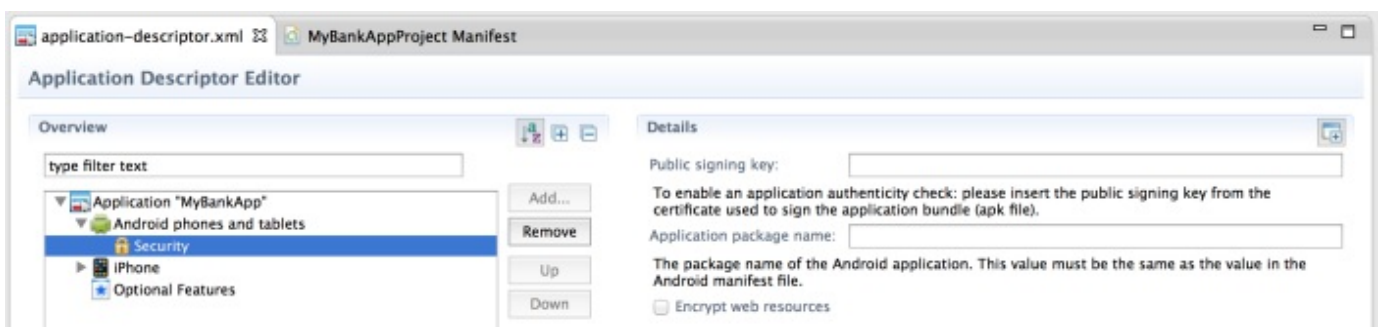 application-descriptor.xml MyBankAppProject Manifest
Application Descriptor Editor
Overview
type filter text
Application "MyBankApp"
Android phones and tablets
Security
iPhone
Optional Features
Add...
Remove
Up
Down
Details
Public signing key:
To enable an application authenticity check: please insert the public signing key from the
certificate used to sign the application bundle (apk file).
Application package name:
The package name of the Android application. This value must be the same as the value in the
Android manifest file.
Encrypt web resources